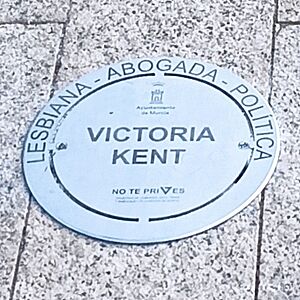 LESBIANA - ABOGADA - POLÍTICA
Ayuntamiento
de Murcia
VICTORIA
KENT
NO TE PRIVES